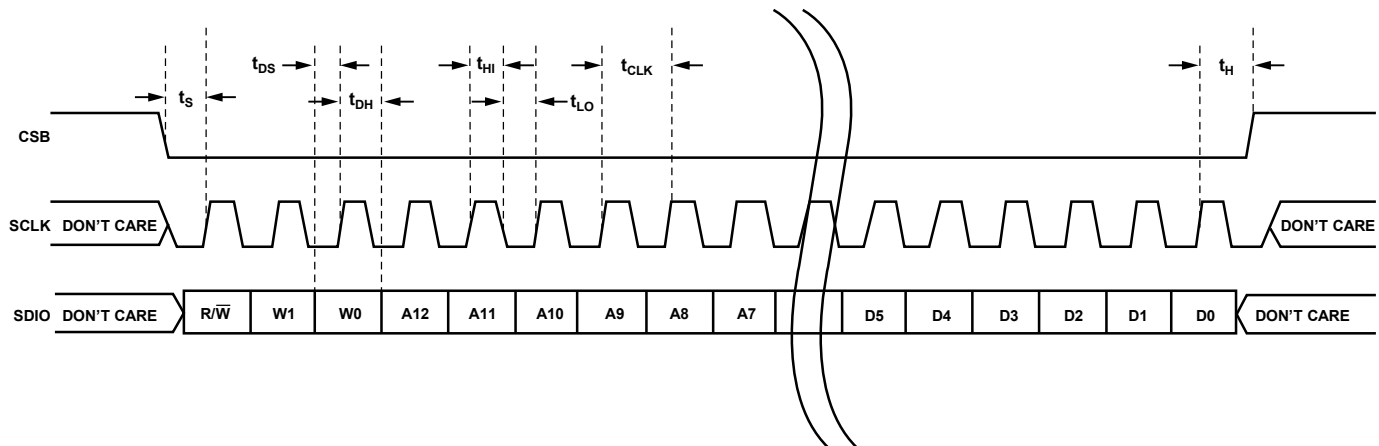 tDS tHI tCLK tH
tS tDH tLO
CSB
SCLK DON'T CARE DON'T CARE
SDIO DON'T CARE R/W̅ W1 W0 A12 A11 A10 A9 A8 A7 D5 D4 D3 D2 D1 D0 DON'T CARE